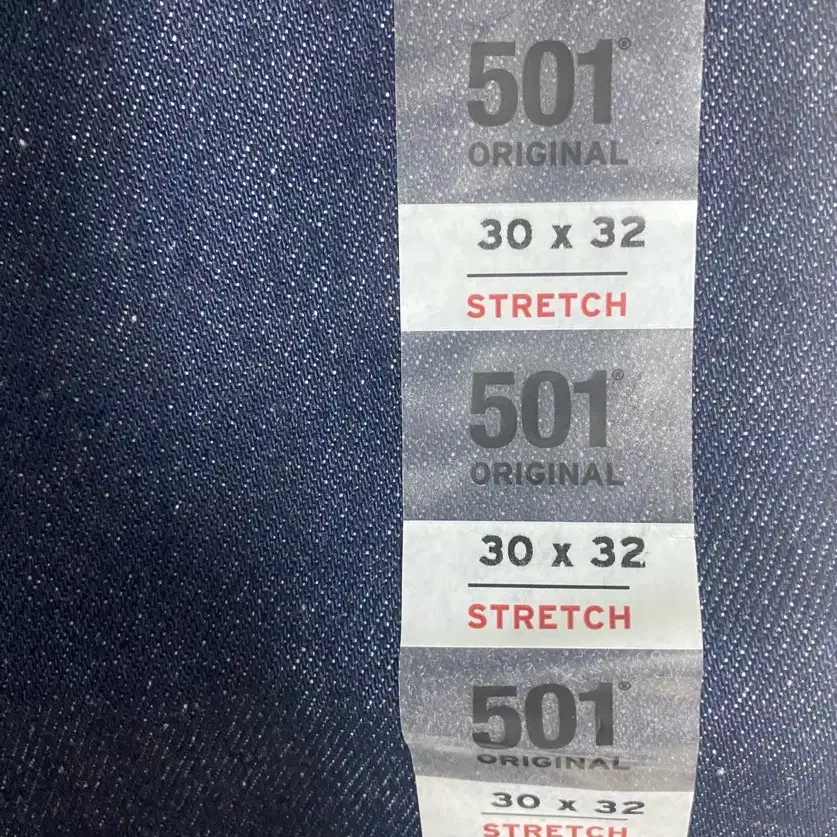 501®
ORIGINAL
30 x 32
STRETCH
501®
ORIGINAL
30 x 32
STRETCH
501®
ORIGINAL
30 x 32
STRETCH